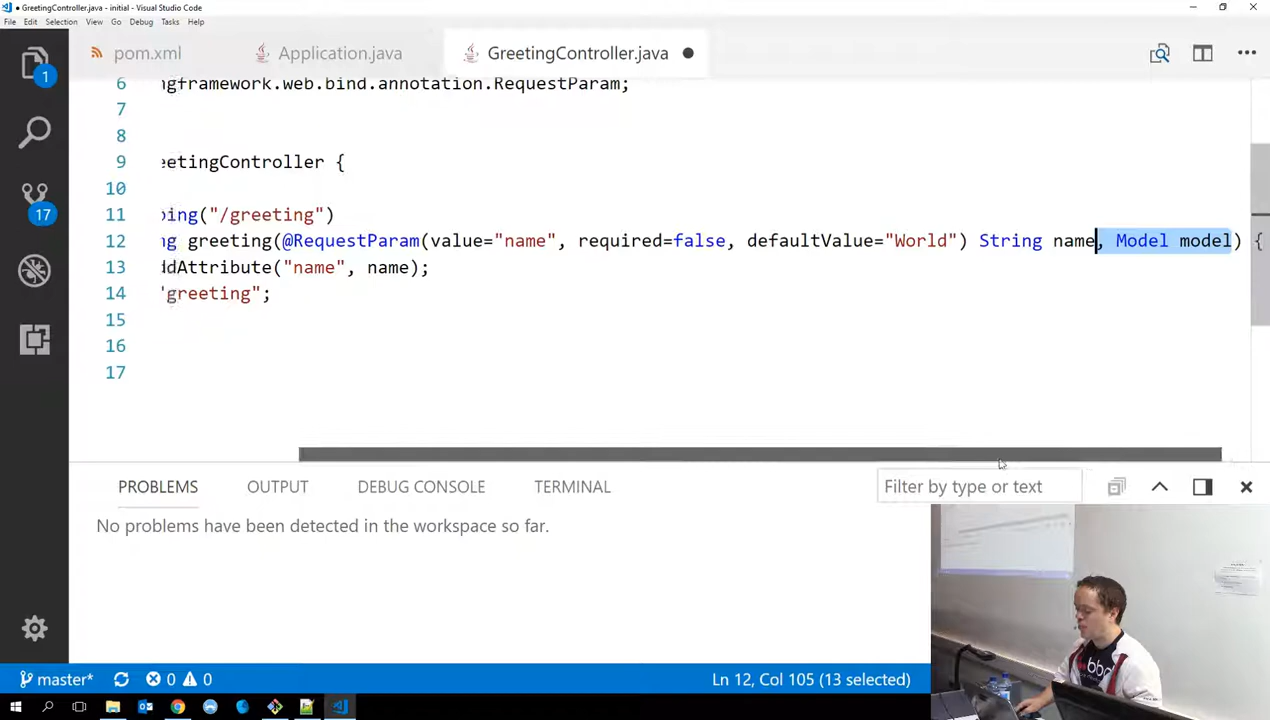 GreetingController.java - initial - Visual Studio Code
File Edit Selection View Go Debug Tasks Help
pom.xml Application.java GreetingController.java
6 ngframework.web.bind.annotation.RequestParam;
7
8
9 eetingController {
10
11 ping("/greeting")
12 ng greeting(@RequestParam(value="name", required=false, defaultValue="World") String name, Model model) {
13 ddAttribute("name", name);
14 "greeting";
15
16
17
1
17
PROBLEMS OUTPUT DEBUG CONSOLE TERMINAL Filter by type or text
No problems have been detected in the workspace so far.
master* 0 0 Ln 12, Col 105 (13 selected)
bbd